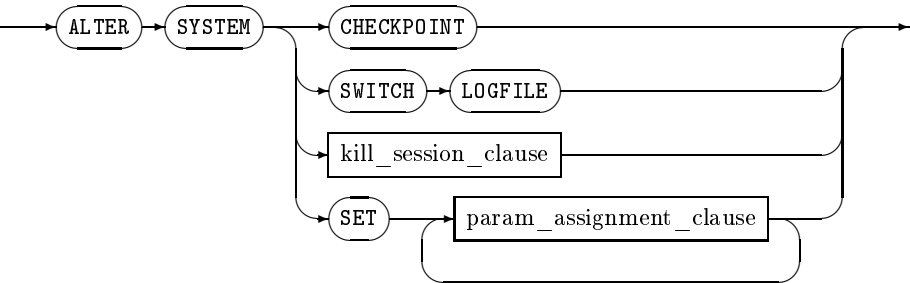 ALTER SYSTEM CHECKPOINT
SWITCH LOGFILE
kill_session_clause
SET param_assignment_clause